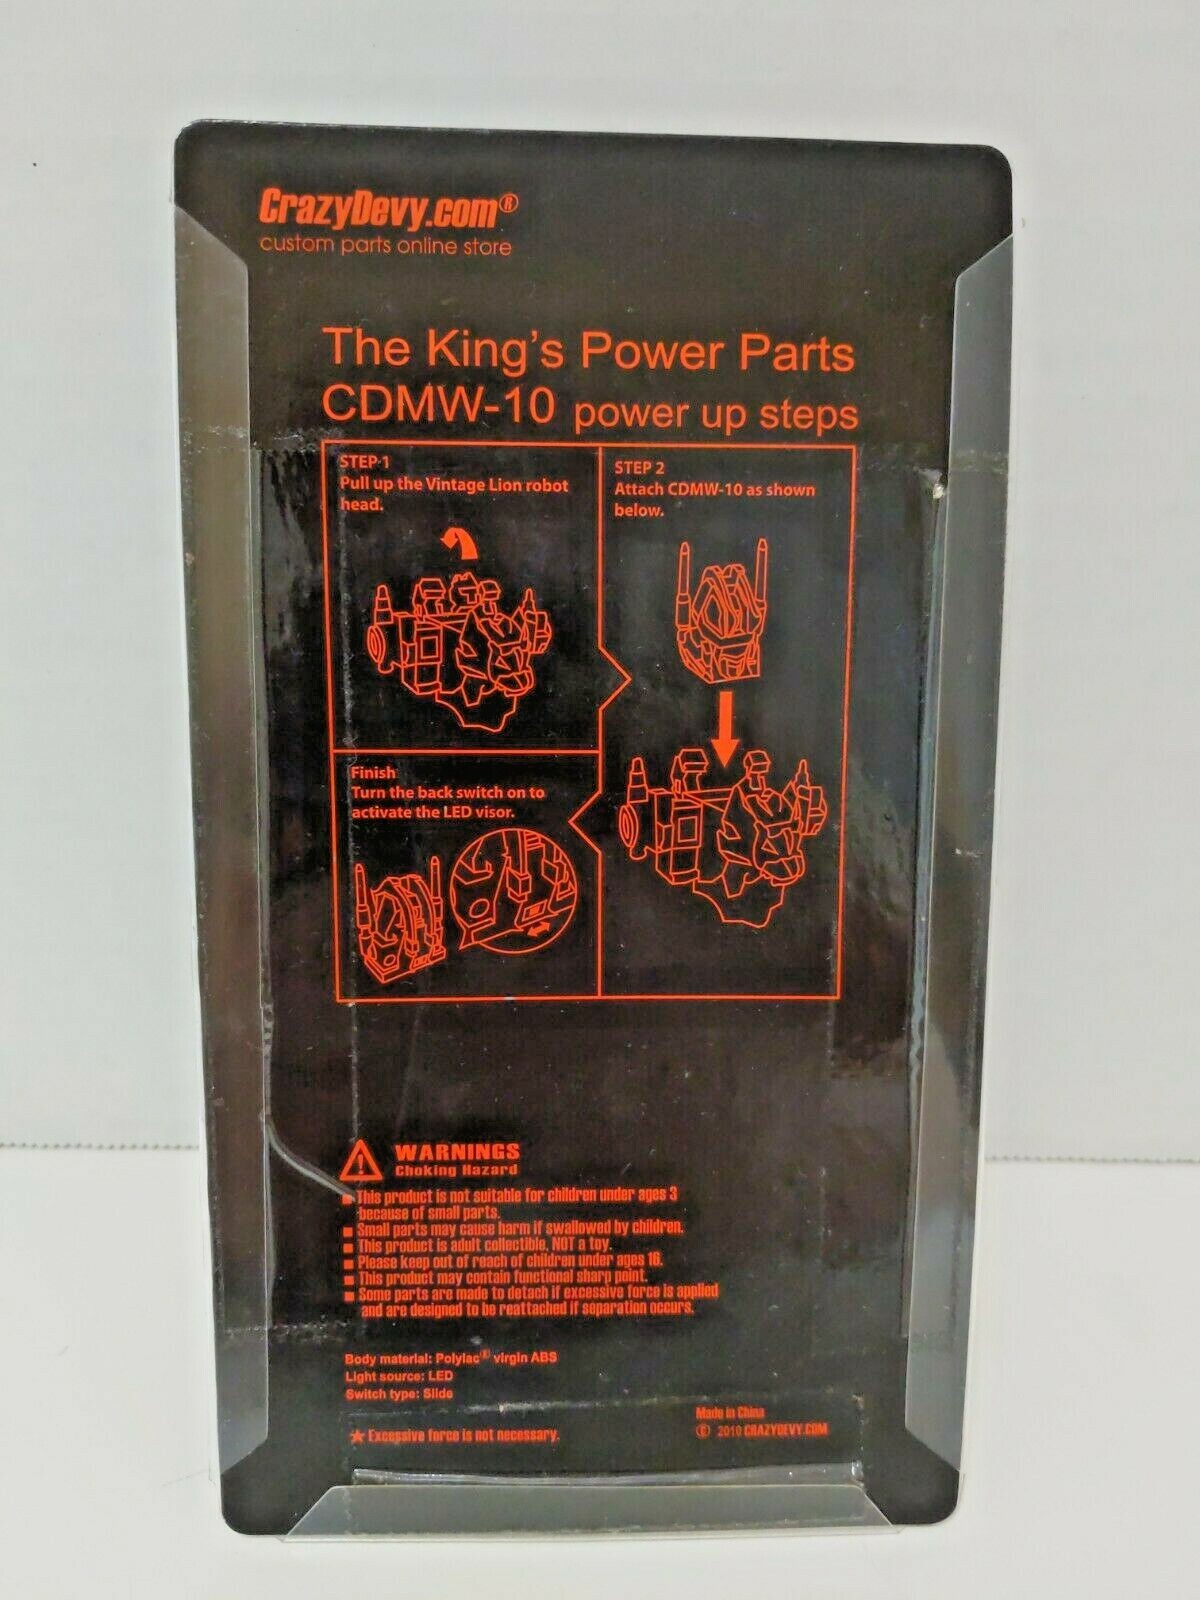 CrazyDevy.com®
custom parts online store
The King's Power Parts
CDMW-10 power up steps
STEP 1
Pull up the Vintage Lion robot
head.
STEP 2
Attach CDMW-10 as shown
below.
Finish
Turn the back switch on to
activate the LED visor.
WARNINGS
Choking Hazard
This product is not suitable for children under ages 3
because of small parts.
Small parts may cause harm if swallowed by children.
This product is adult collectible, NOT a toy.
Please keep out of reach of children under ages 16.
This product may contain functional sharp point.
Some parts are made to detach if excessive force is applied
and are designed to be reattached if separation occurs.
Body material: Polylac® virgin ABS
Light source: LED
Switch type: Slide
★ Excessive force is not necessary.
Made in China
© 2010 CRAZYDEVY.COM